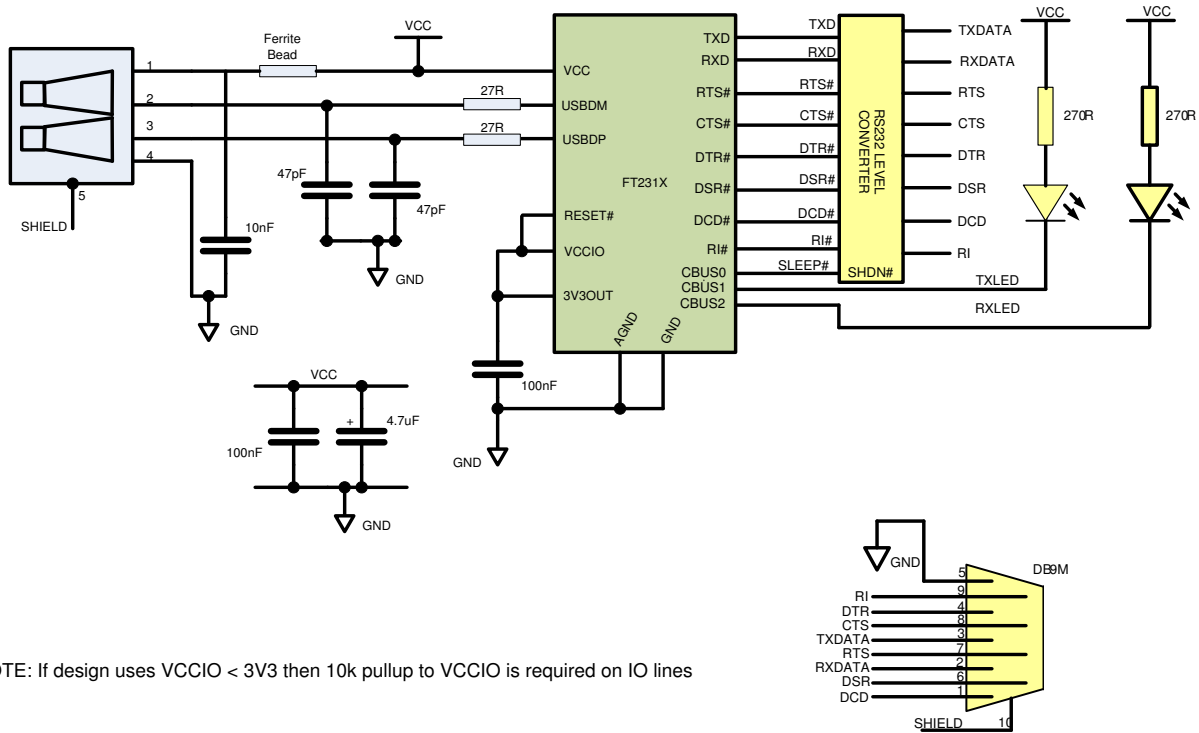 Ferrite
Bead
VCC
1
2
3
4
5
SHIELD
27R
27R
47pF
47pF
10nF
GND
GND
VCC
USBDM
USBDP
RESET#
VCCIO
3V3OUT
FT231X
AGND
GND
TXD
RXD
RTS#
CTS#
DTR#
DSR#
DCD#
RI#
CBUS0
CBUS1
CBUS2
TXD
RXD
RTS#
CTS#
DTR#
DSR#
DCD#
RI#
SLEEP#
RS232 LEVEL
CONVERTER
SHDN#
TXDATA
RXDATA
RTS
CTS
DTR
DSR
DCD
RI
TXLED
RXLED
VCC
VCC
270R
270R
100nF
GND
VCC
100nF
+
4.7uF
GND
GND
DB9M
5
RI
9
DTR
4
CTS
8
TXDATA
3
RTS
7
RXDATA
2
DSR
6
DCD
1
SHIELD
10
OTE: If design uses VCCIO < 3V3 then 10k pullup to VCCIO is required on IO lines